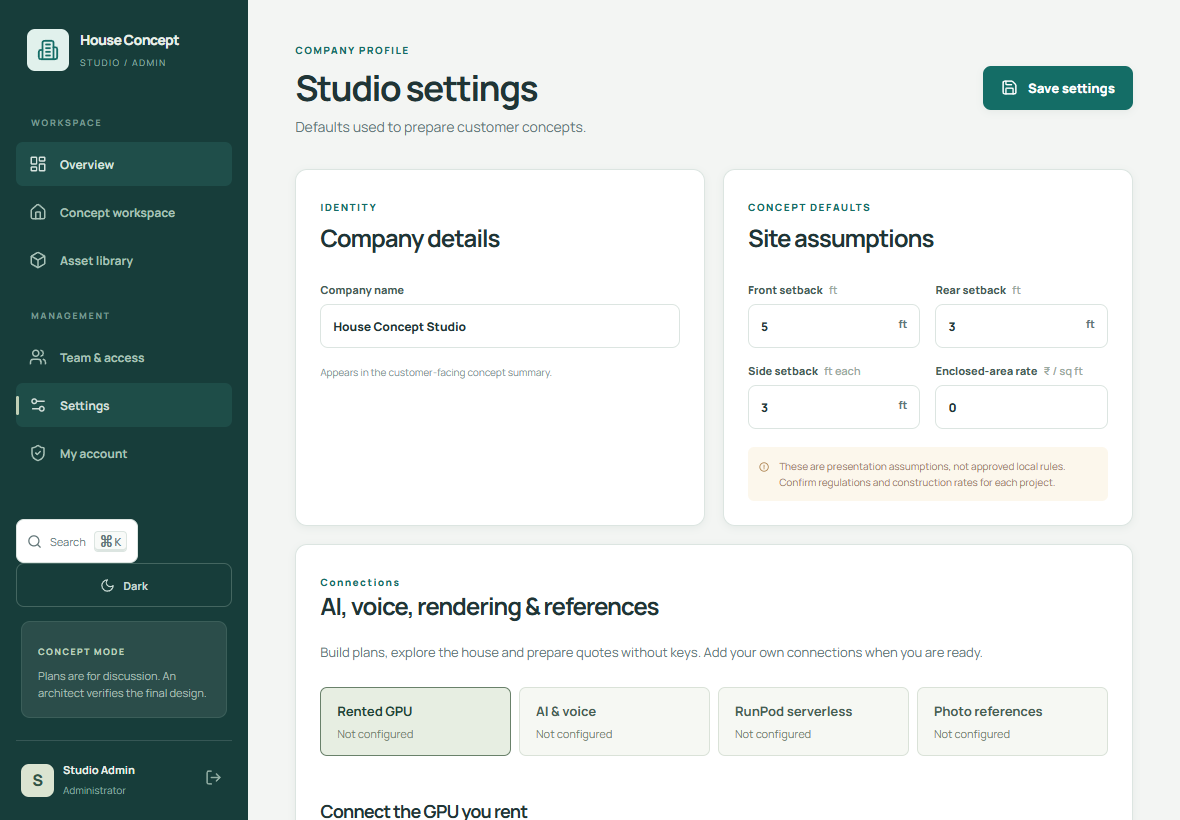 House Concept
STUDIO / ADMIN
WORKSPACE
Overview
Concept workspace
Asset library
MANAGEMENT
Team & access
Settings
My account
Search ⌘K
Dark
CONCEPT MODE
Plans are for discussion. An
architect verifies the final design.
S
Studio Admin
Administrator
COMPANY PROFILE
Studio settings
Defaults used to prepare customer concepts.
Save settings
IDENTITY
Company details
Company name
House Concept Studio
Appears in the customer-facing concept summary.
CONCEPT DEFAULTS
Site assumptions
Front setback ft
5 ft
Rear setback ft
3 ft
Side setback ft each
3 ft
Enclosed-area rate ₹ / sq ft
0
These are presentation assumptions, not approved local rules.
Confirm regulations and construction rates for each project.
Connections
AI, voice, rendering & references
Build plans, explore the house and prepare quotes without keys. Add your own connections when you are ready.
Rented GPU
Not configured
AI & voice
Not configured
RunPod serverless
Not configured
Photo references
Not configured
Connect the GPU you rent